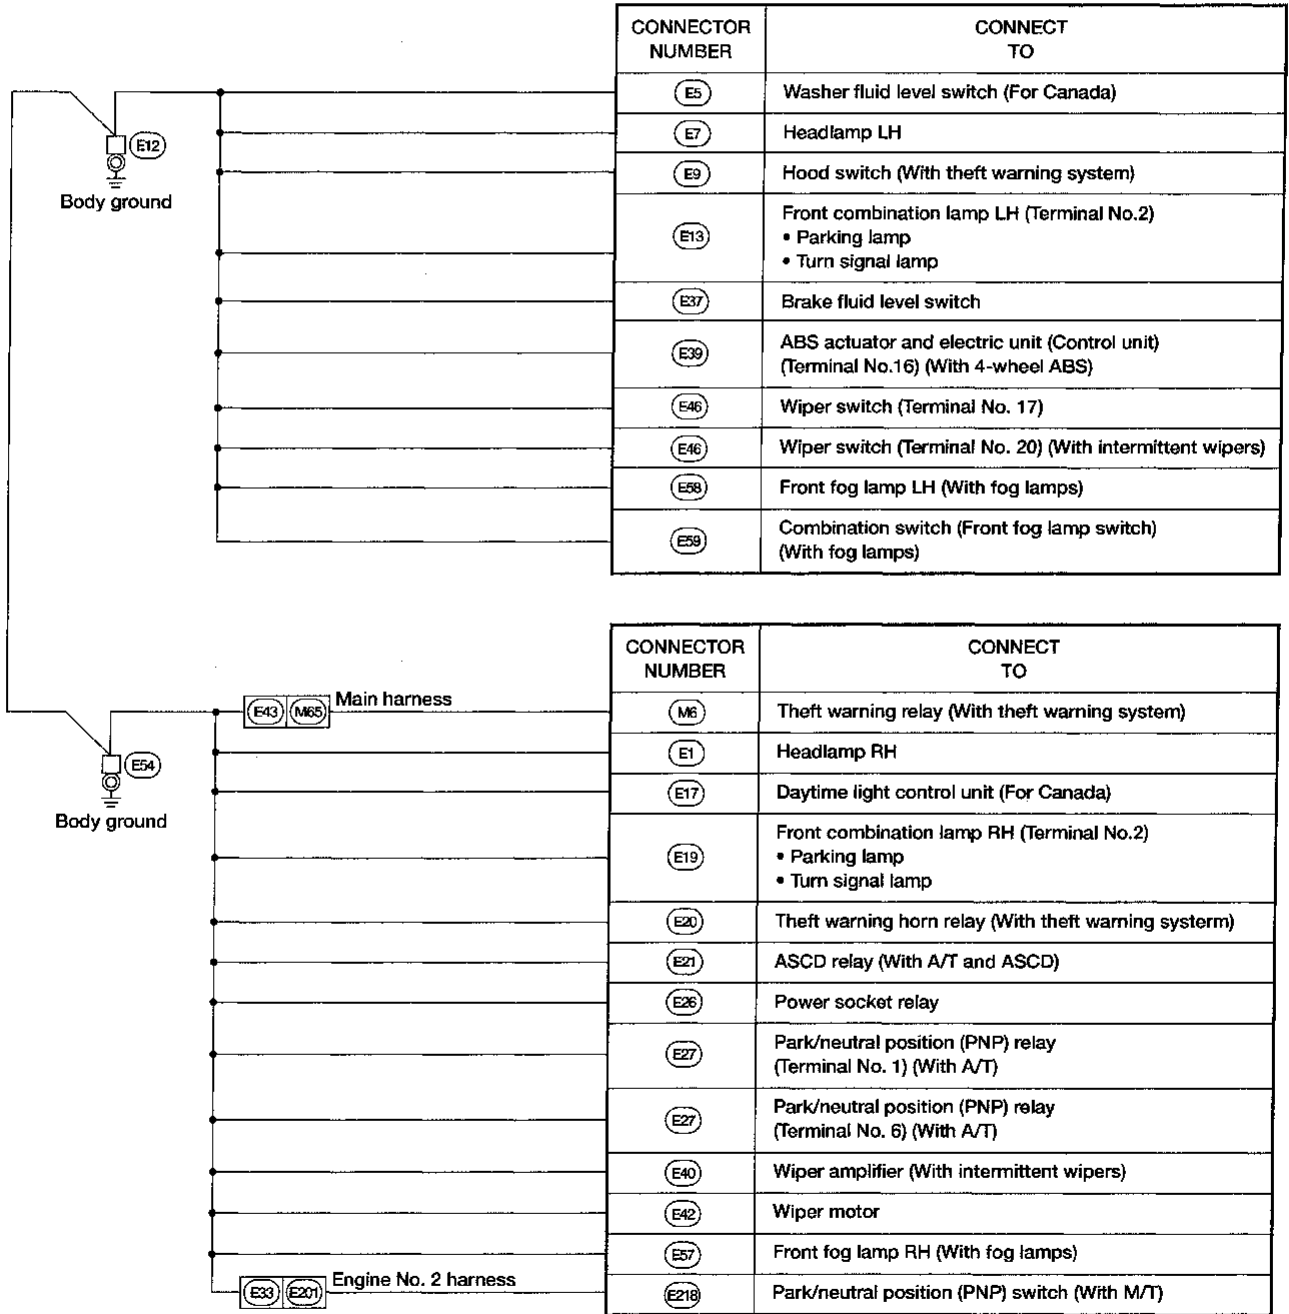 CONNECTOR NUMBER CONNECT TO
E5 Washer fluid level switch (For Canada)
E7 Headlamp LH
E12
E9 Hood switch (With theft warning system)
Body ground
E13 Front combination lamp LH (Terminal No.2)
• Parking lamp
• Turn signal lamp
E37 Brake fluid level switch
E39 ABS actuator and electric unit (Control unit)
(Terminal No.16) (With 4-wheel ABS)
E46 Wiper switch (Terminal No. 17)
E46 Wiper switch (Terminal No. 20) (With intermittent wipers)
E58 Front fog lamp LH (With fog lamps)
E59 Combination switch (Front fog lamp switch)
(With fog lamps)
CONNECTOR NUMBER CONNECT TO
E43 M65 Main harness M6 Theft warning relay (With theft warning system)
E1 Headlamp RH
E54
E17 Daytime light control unit (For Canada)
Body ground
E19 Front combination lamp RH (Terminal No.2)
• Parking lamp
• Turn signal lamp
E20 Theft warning horn relay (With theft warning systerm)
E21 ASCD relay (With A/T and ASCD)
E26 Power socket relay
E27 Park/neutral position (PNP) relay
(Terminal No. 1) (With A/T)
E27 Park/neutral position (PNP) relay
(Terminal No. 6) (With A/T)
E40 Wiper amplifier (With intermittent wipers)
E42 Wiper motor
E57 Front fog lamp RH (With fog lamps)
E33 E201 Engine No. 2 harness E218 Park/neutral position (PNP) switch (With M/T)